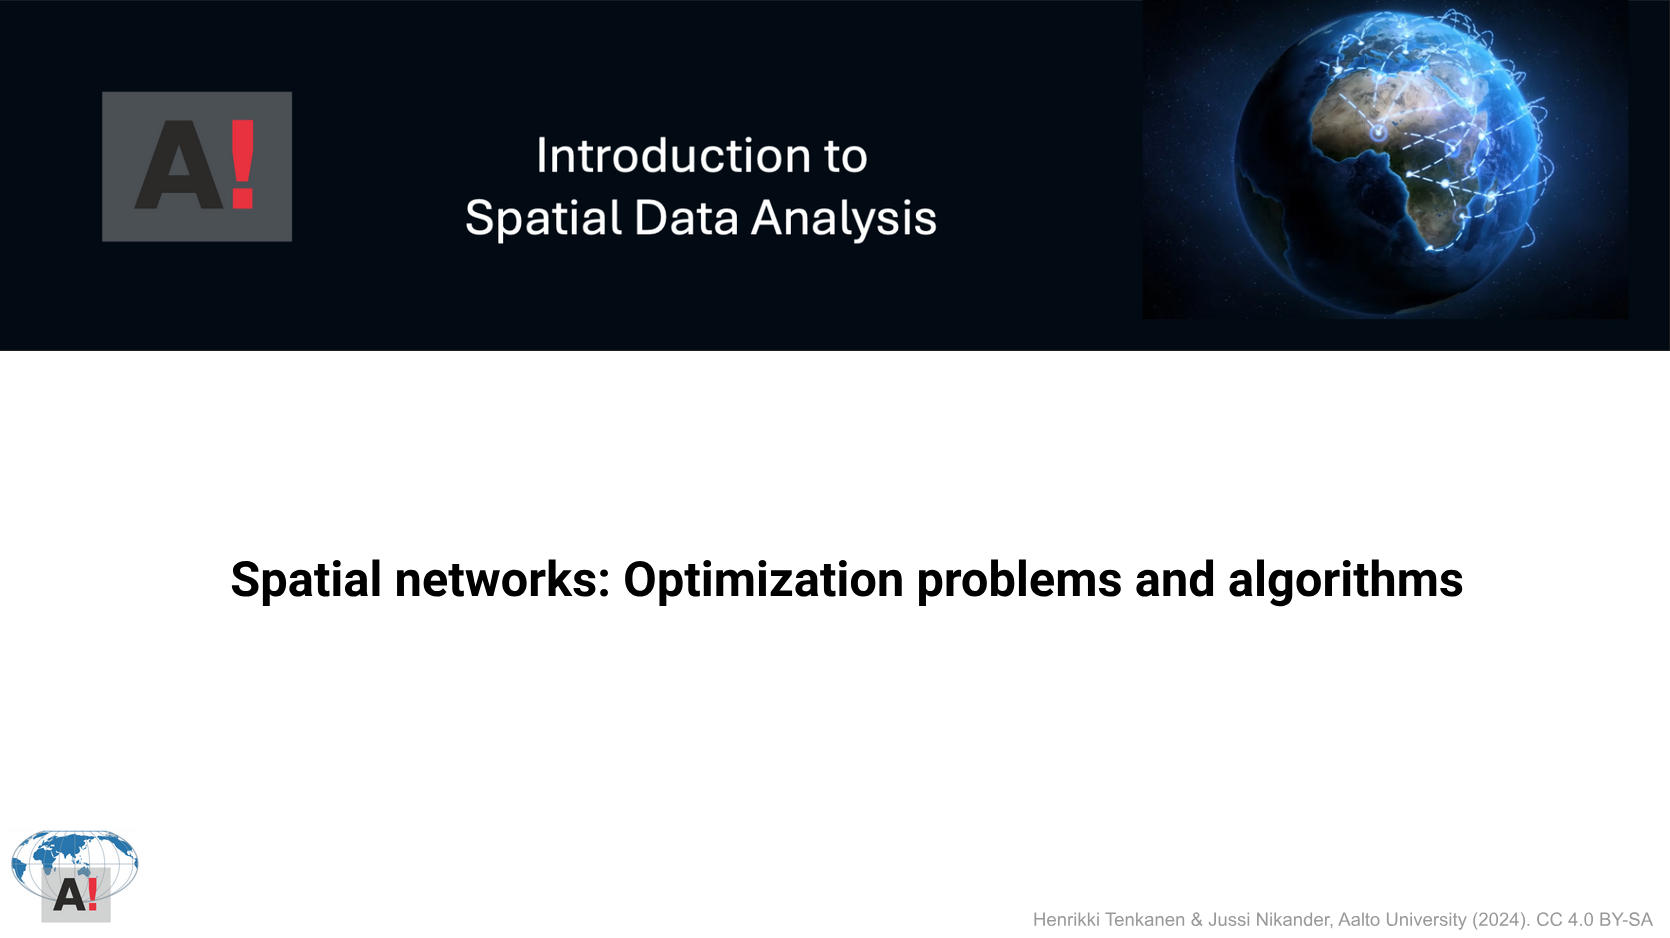 A!
Introduction to
Spatial Data Analysis
Spatial networks: Optimization problems and algorithms
A!
Henrikki Tenkanen & Jussi Nikander, Aalto University (2024). CC 4.0 BY-SA